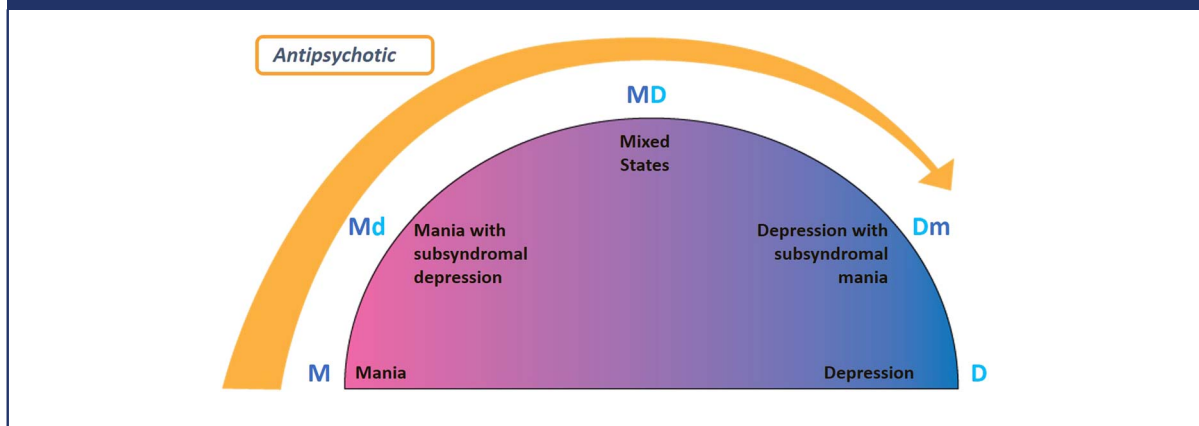 Antipsychotic
MD
Mixed
States
Md
Mania with
subsyndromal
depression
Depression with
subsyndromal
mania
Dm
M
Mania
Depression
D